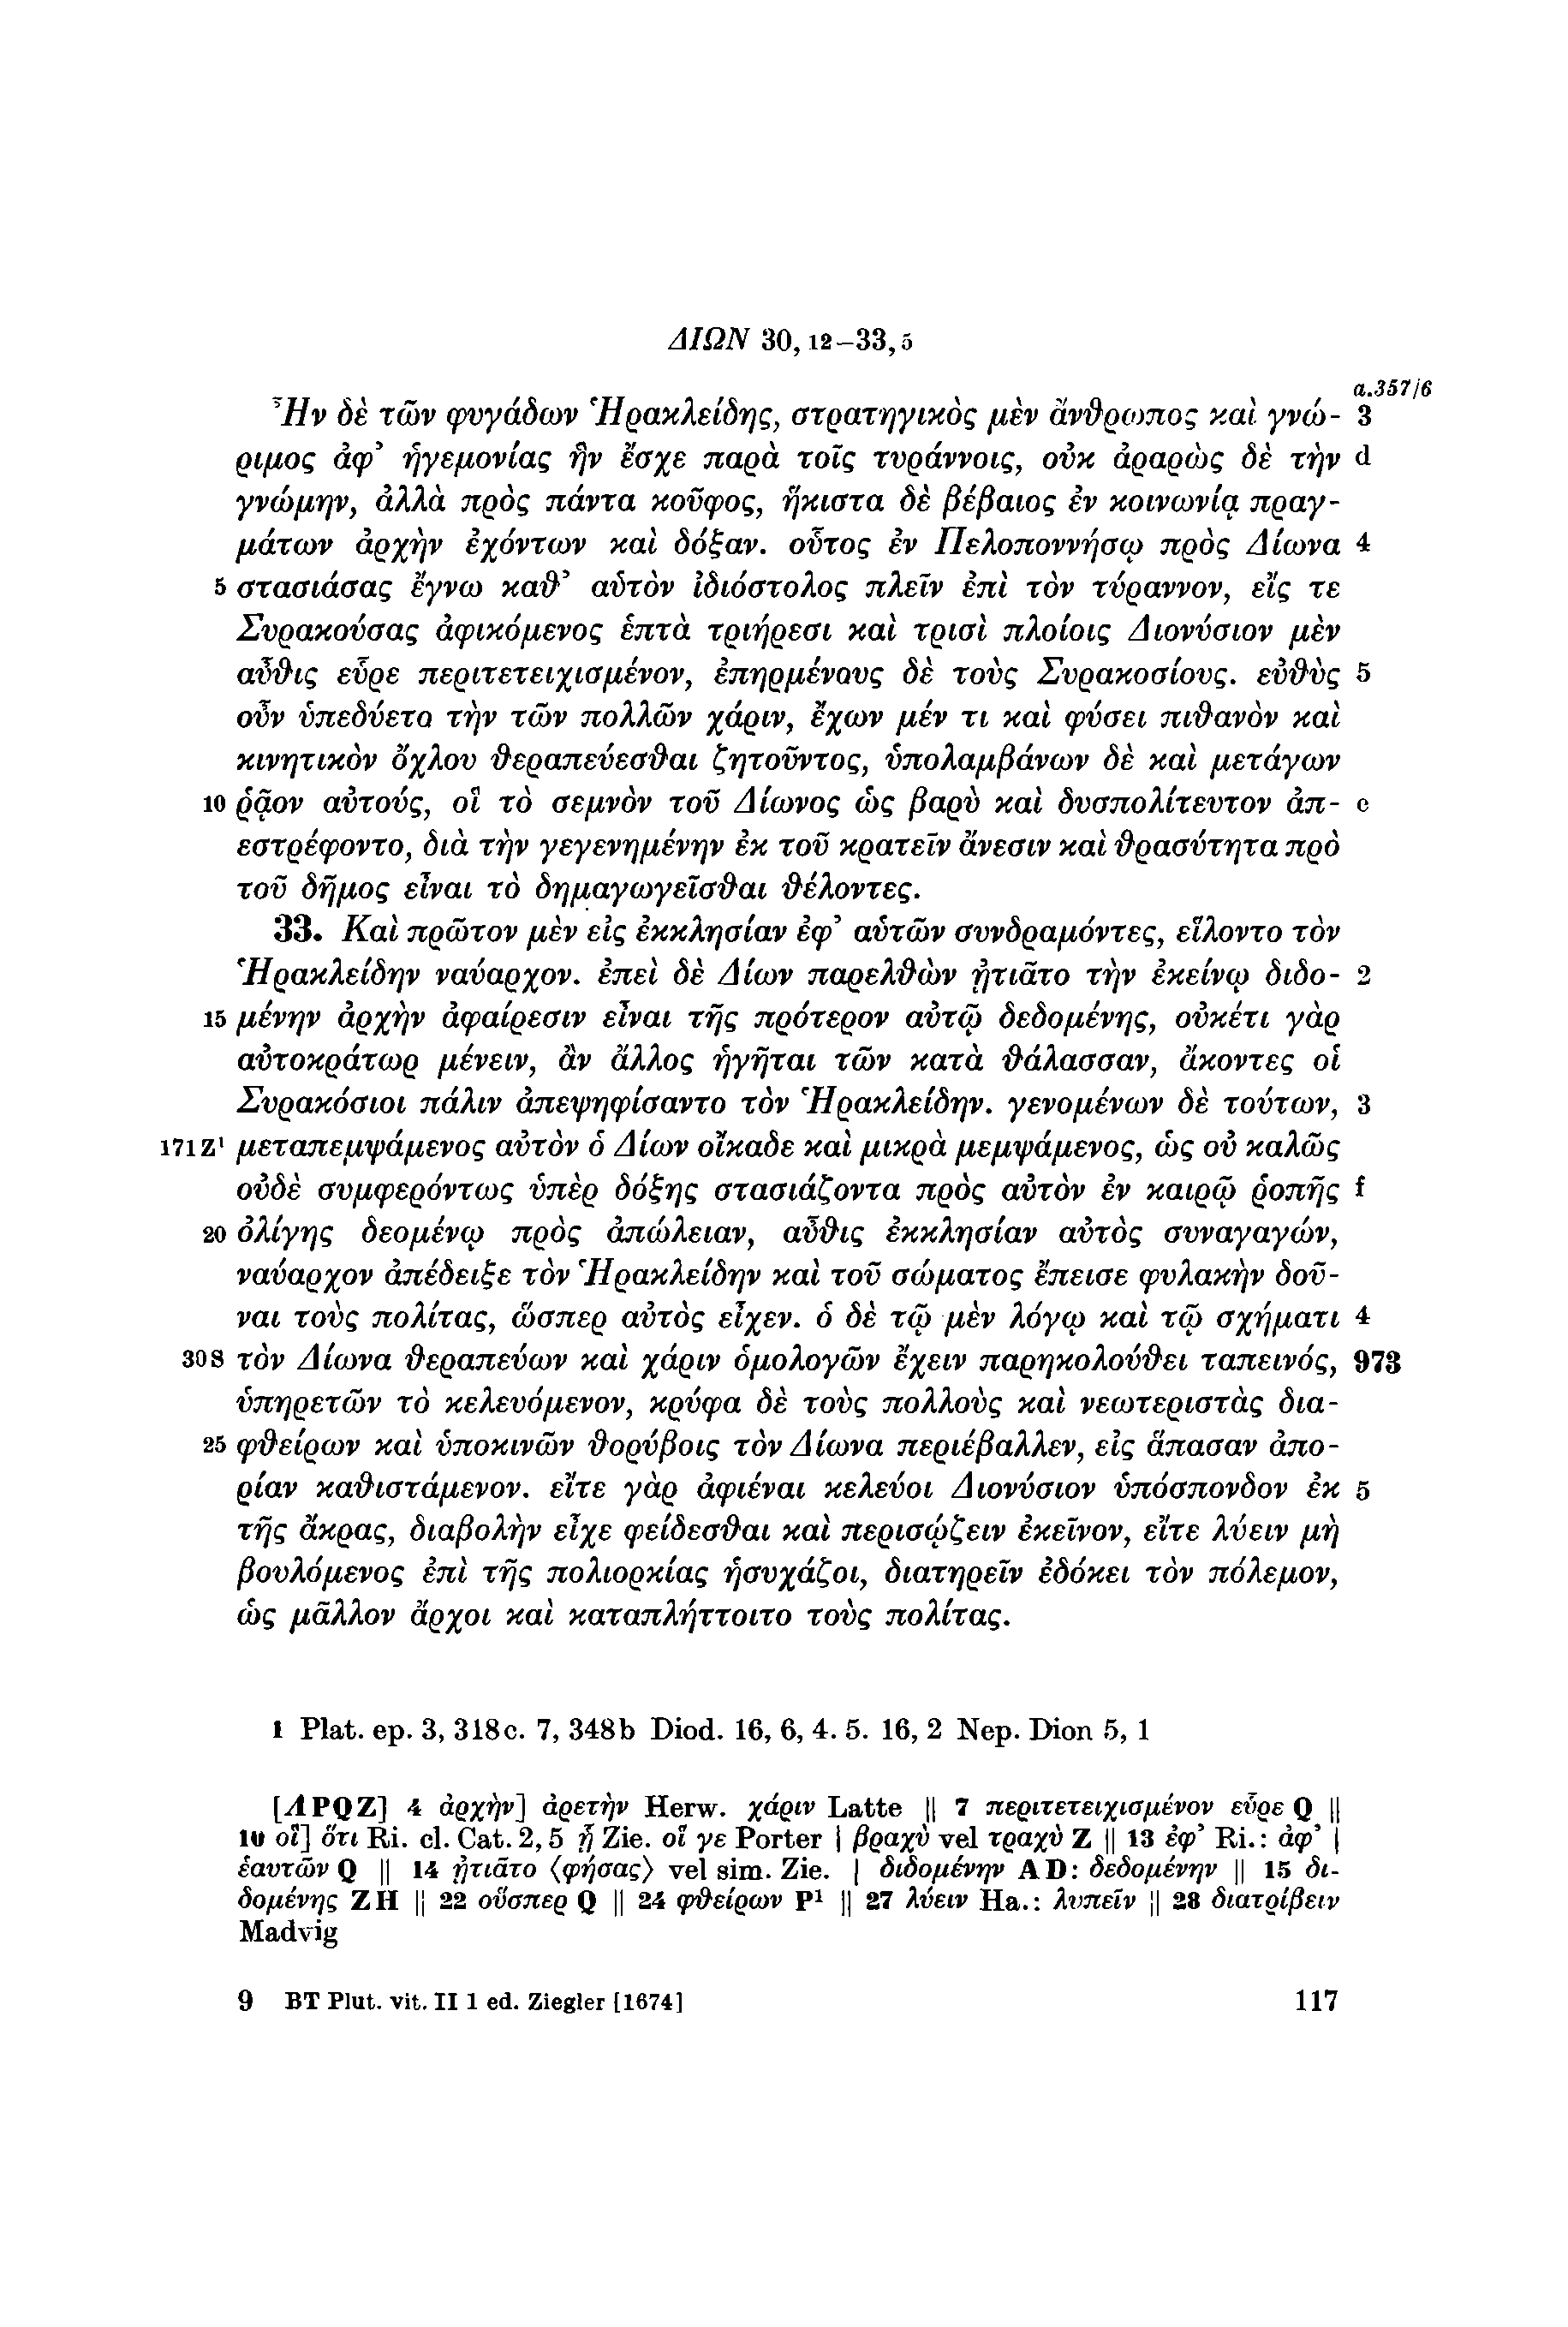 ΔΙΩΝ 30, 12–33, 5
a.357/6
Ἦν δὲ τῶν φυγάδων Ἡρακλείδης, στρατηγικὸς μὲν ἄνθρωπος καὶ γνώ- 3
ριμος ἀφ’ ἡγεμονίας ἣν ἔσχε παρὰ τοῖς τυράννοις, οὐκ ἀραρὼς δὲ τὴν d
γνώμην, ἀλλὰ πρὸς πάντα κοῦφος, ἥκιστα δὲ βέβαιος ἐν κοινωνίᾳ πραγ-
μάτων ἀρχὴν ἐχόντων καὶ δόξαν. οὗτος ἐν Πελοποννήσῳ πρὸς Δίωνα 4
5 στασιάσας ἔγνω καθ’ αὑτὸν ἰδιόστολος πλεῖν ἐπὶ τὸν τύραννον, εἴς τε
Συρακούσας ἀφικόμενος ἑπτὰ τριήρεσι καὶ τρισὶ πλοίοις Διονύσιον μὲν
αὖθις εὗρε περιτετειχισμένον, ἐπηρμένους δὲ τοὺς Συρακοσίους. εὐθὺς 5
οὖν ὑπεδύετο τὴν τῶν πολλῶν χάριν, ἔχων μέν τι καὶ φύσει πιθανὸν καὶ
κινητικὸν ὄχλου θεραπεύεσθαι ζητοῦντος, ὑπολαμβάνων δὲ καὶ μετάγων
10 ῥᾷον αὐτούς, οἳ τὸ σεμνὸν τοῦ Δίωνος ὡς βαρὺ καὶ δυσπολίτευτον ἀπ- e
εστρέφοντο, διὰ τὴν γεγενημένην ἐκ τοῦ κρατεῖν ἄνεσιν καὶ θρασύτητα πρὸ
τοῦ δῆμος εἶναι τὸ δημαγωγεῖσθαι θέλοντες.
33. Καὶ πρῶτον μὲν εἰς ἐκκλησίαν ἐφ’ αὑτῶν συνδραμόντες, εἵλοντο τὸν
Ἡρακλείδην ναύαρχον. ἐπεὶ δὲ Δίων παρελθὼν ᾐτιᾶτο τὴν ἐκείνῳ διδο- 2
15 μένην ἀρχὴν ἀφαίρεσιν εἶναι τῆς πρότερον αὐτῷ δεδομένης, οὐκέτι γὰρ
αὐτοκράτωρ μένειν, ἂν ἄλλος ἡγῆται τῶν κατὰ θάλασσαν, ἄκοντες οἱ
Συρακόσιοι πάλιν ἀπεψηφίσαντο τὸν Ἡρακλείδην. γενομένων δὲ τούτων, 3
171 Z¹ μεταπεμψάμενος αὐτὸν ὁ Δίων οἴκαδε καὶ μικρὰ μεμψάμενος, ὡς οὐ καλῶς
οὐδὲ συμφερόντως ὑπὲρ δόξης στασιάζοντα πρὸς αὐτὸν ἐν καιρῷ ῥοπῆς f
20 ὀλίγης δεομένῳ πρὸς ἀπώλειαν, αὖθις ἐκκλησίαν αὐτὸς συναγαγών,
ναύαρχον ἀπέδειξε τὸν Ἡρακλείδην καὶ τοῦ σώματος ἔπεισε φυλακὴν δοῦ-
ναι τοὺς πολίτας, ὥσπερ αὐτὸς εἶχεν. ὁ δὲ τῷ μὲν λόγῳ καὶ τῷ σχήματι 4
30 S τὸν Δίωνα θεραπεύων καὶ χάριν ὁμολογῶν ἔχειν παρηκολούθει ταπεινός, 973
ὑπηρετῶν τὸ κελευόμενον, κρύφα δὲ τοὺς πολλοὺς καὶ νεωτεριστὰς δια-
25 φθείρων καὶ ὑποκινῶν θορύβοις τὸν Δίωνα περιέβαλλεν, εἰς ἅπασαν ἀπο-
ρίαν καθιστάμενον. εἴτε γὰρ ἀφιέναι κελεύοι Διονύσιον ὑπόσπονδον ἐκ 5
τῆς ἄκρας, διαβολὴν εἶχε φείδεσθαι καὶ περισῴζειν ἐκεῖνον, εἴτε λύειν μὴ
βουλόμενος ἐπὶ τῆς πολιορκίας ἡσυχάζοι, διατηρεῖν ἐδόκει τὸν πόλεμον,
ὡς μᾶλλον ἄρχοι καὶ καταπλήττοιτο τοὺς πολίτας.
1 Plat. ep. 3, 318c. 7, 348b Diod. 16, 6, 4. 5. 16, 2 Nep. Dion 5, 1
[ΛPQZ] 4 ἀρχὴν] ἀρετὴν Herw. χάριν Latte || 7 περιτετειχισμένον εὗρε Q ||
10 οἳ] ὅτι Ri. cl. Cat. 2, 5 ᾗ Zie. οἵ γε Porter | βραχὺ vel τραχὺ Z || 13 ἐφ’ Ri.: ἀφ’ |
ἑαυτῶν Q || 14 ᾐτιᾶτο ⟨φήσας⟩ vel sim. Zie. | διδομένην AD: δεδομένην || 15 δι-
δομένης ZH || 22 οὕσπερ Q || 24 φθείρων P¹ || 27 λύειν Ha.: λυπεῖν || 28 διατρίβειν
Madvig
9 BT Plut. vit. II 1 ed. Ziegler [1674] 117